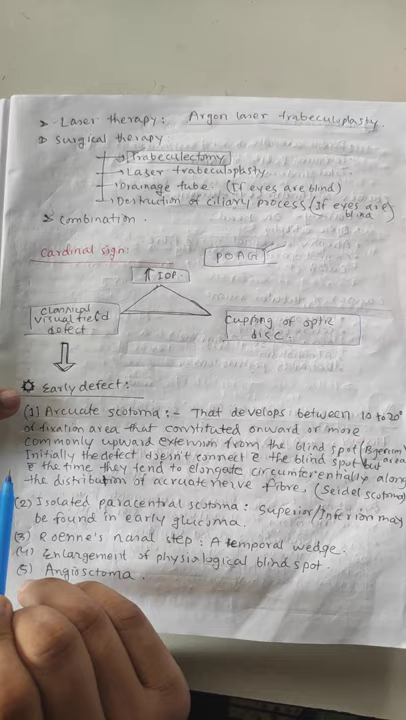 > Laser therapy: Argon laser trabeculoplasty.
> Surgical therapy:
→ Trabeculectomy
→ Laser trabeculoplasty
→ Drainage tube (If eyes are blind)
→ Destruction of ciliary process (If eyes are blind
> Combination.
Cardinal sign:
POAG
↑ IOP.
Classical visual field defect
Cupping of optic disc.
Early defect:
(1) Arcuate scotoma:- That develops between 10 to 20°
of fixation area that constituted onward or more
commonly upward extension from the blind spot (Bjerrum's area
Initially the defect doesn't connect c the blind spot but
c the time they tend to elongate circumferentially along
the distribution of acruate nerve fibre, (Seidel scotoma)
(2) Isolated paracentral scotoma: Superior/Inferior may
be found in early glucoma.
(3) Roenne's nasal step: A temporal wedge.
(4) Enlargement of physiological blind spot.
(5) Angiosctoma.